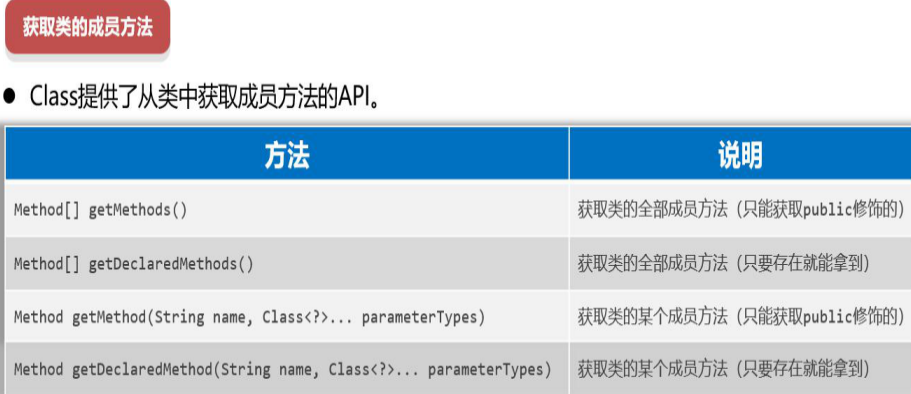 获取类的成员方法
● Class提供了从类中获取成员方法的API。
方法 说明
Method[] getMethods() 获取类的全部成员方法（只能获取public修饰的）
Method[] getDeclaredMethods() 获取类的全部成员方法（只要存在就能拿到）
Method getMethod(String name, Class<?>... parameterTypes) 获取类的某个成员方法（只能获取public修饰的）
Method getDeclaredMethod(String name, Class<?>... parameterTypes) 获取类的某个成员方法（只要存在就能拿到）